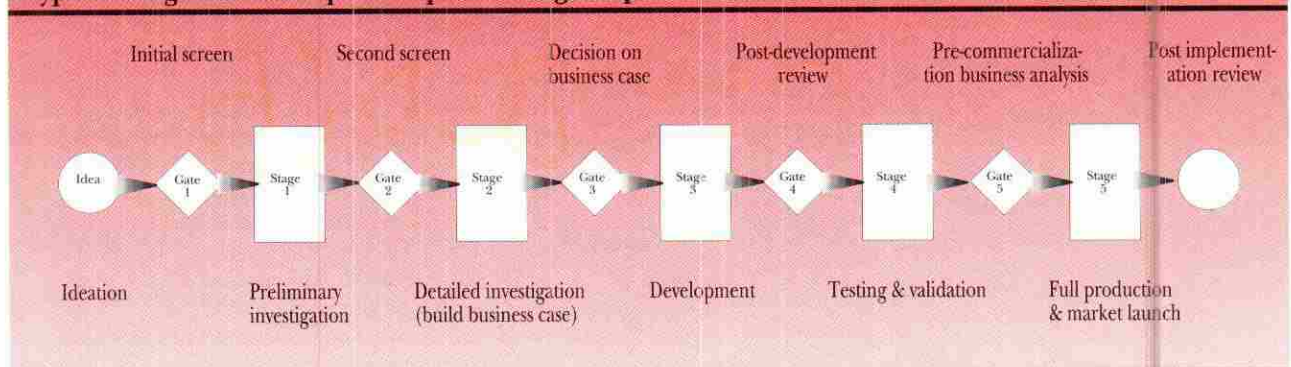 Initial screen
Second screen
Decision on
business case
Post-development
review
Pre-commercializa-
tion business analysis
Post implement-
ation review
Idea
Gate
1
Stage
1
Gate
2
Stage
2
Gate
3
Stage
3
Gate
4
Stage
4
Gate
5
Stage
5
Ideation
Preliminary
investigation
Detailed investigation
(build business case)
Development
Testing & validation
Full production
& market launch